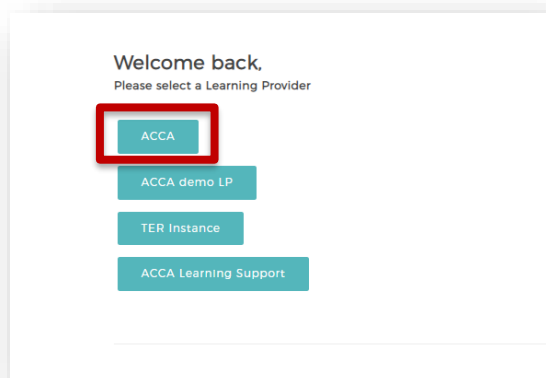 Welcome back,
Please select a Learning Provider
ACCA
ACCA demo LP
TER Instance
ACCA Learning Support